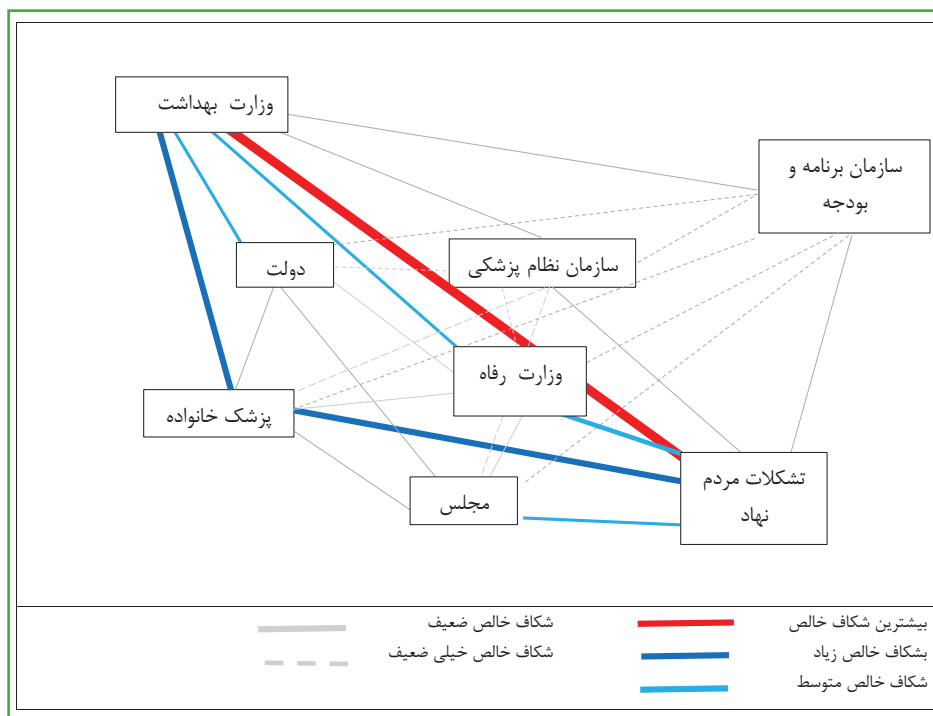 وزارت بهداشت
سازمان برنامه و
بودجه
سازمان نظام پزشکی
دولت
وزارت رفاه
پزشک خانواده
تشکلات مردم
نهاد
مجلس
بیشترین شکاف خالص
بشکاف خالص زیاد
شکاف خالص متوسط
شکاف خالص ضعیف
شکاف خالص خیلی ضعیف